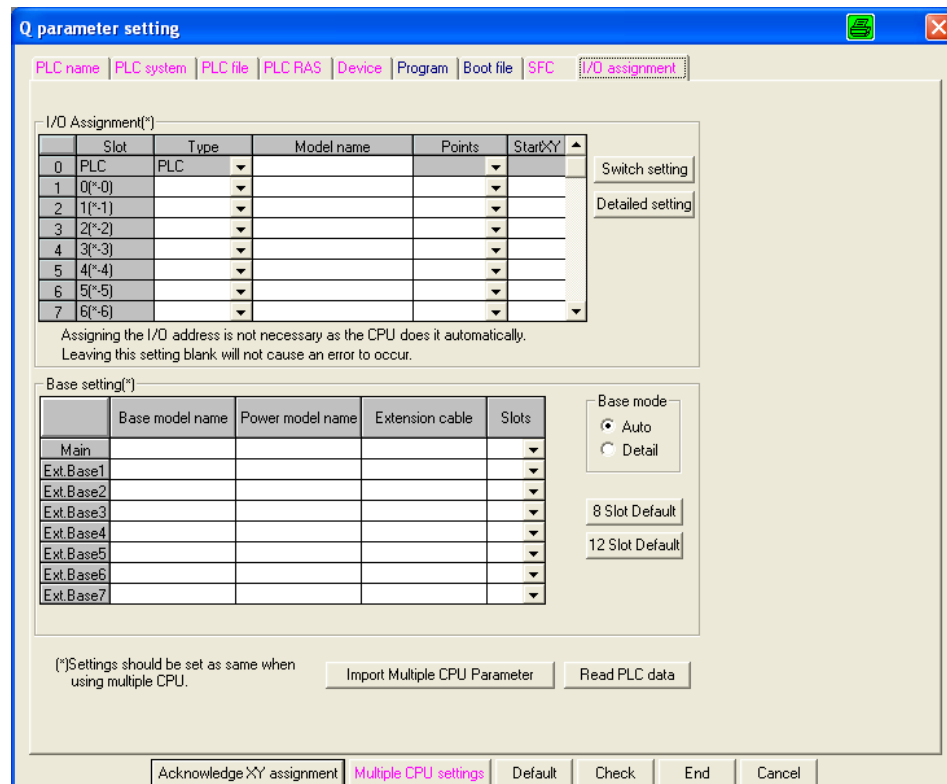 Q parameter setting
PLC name PLC system PLC file PLC RAS Device Program Boot file SFC I/O assignment
I/O Assignment(*)
Slot Type Model name Points StartXY
0 PLC PLC
1 0(*-0)
2 1(*-1)
3 2(*-2)
4 3(*-3)
5 4(*-4)
6 5(*-5)
7 6(*-6)
Switch setting
Detailed setting
Assigning the I/O address is not necessary as the CPU does it automatically.
Leaving this setting blank will not cause an error to occur.
Base setting(*)
Base model name Power model name Extension cable Slots
Main
Ext.Base1
Ext.Base2
Ext.Base3
Ext.Base4
Ext.Base5
Ext.Base6
Ext.Base7
Base mode
Auto
Detail
8 Slot Default
12 Slot Default
(*)Settings should be set as same when
using multiple CPU.
Import Multiple CPU Parameter Read PLC data
Acknowledge XY assignment Multiple CPU settings Default Check End Cancel